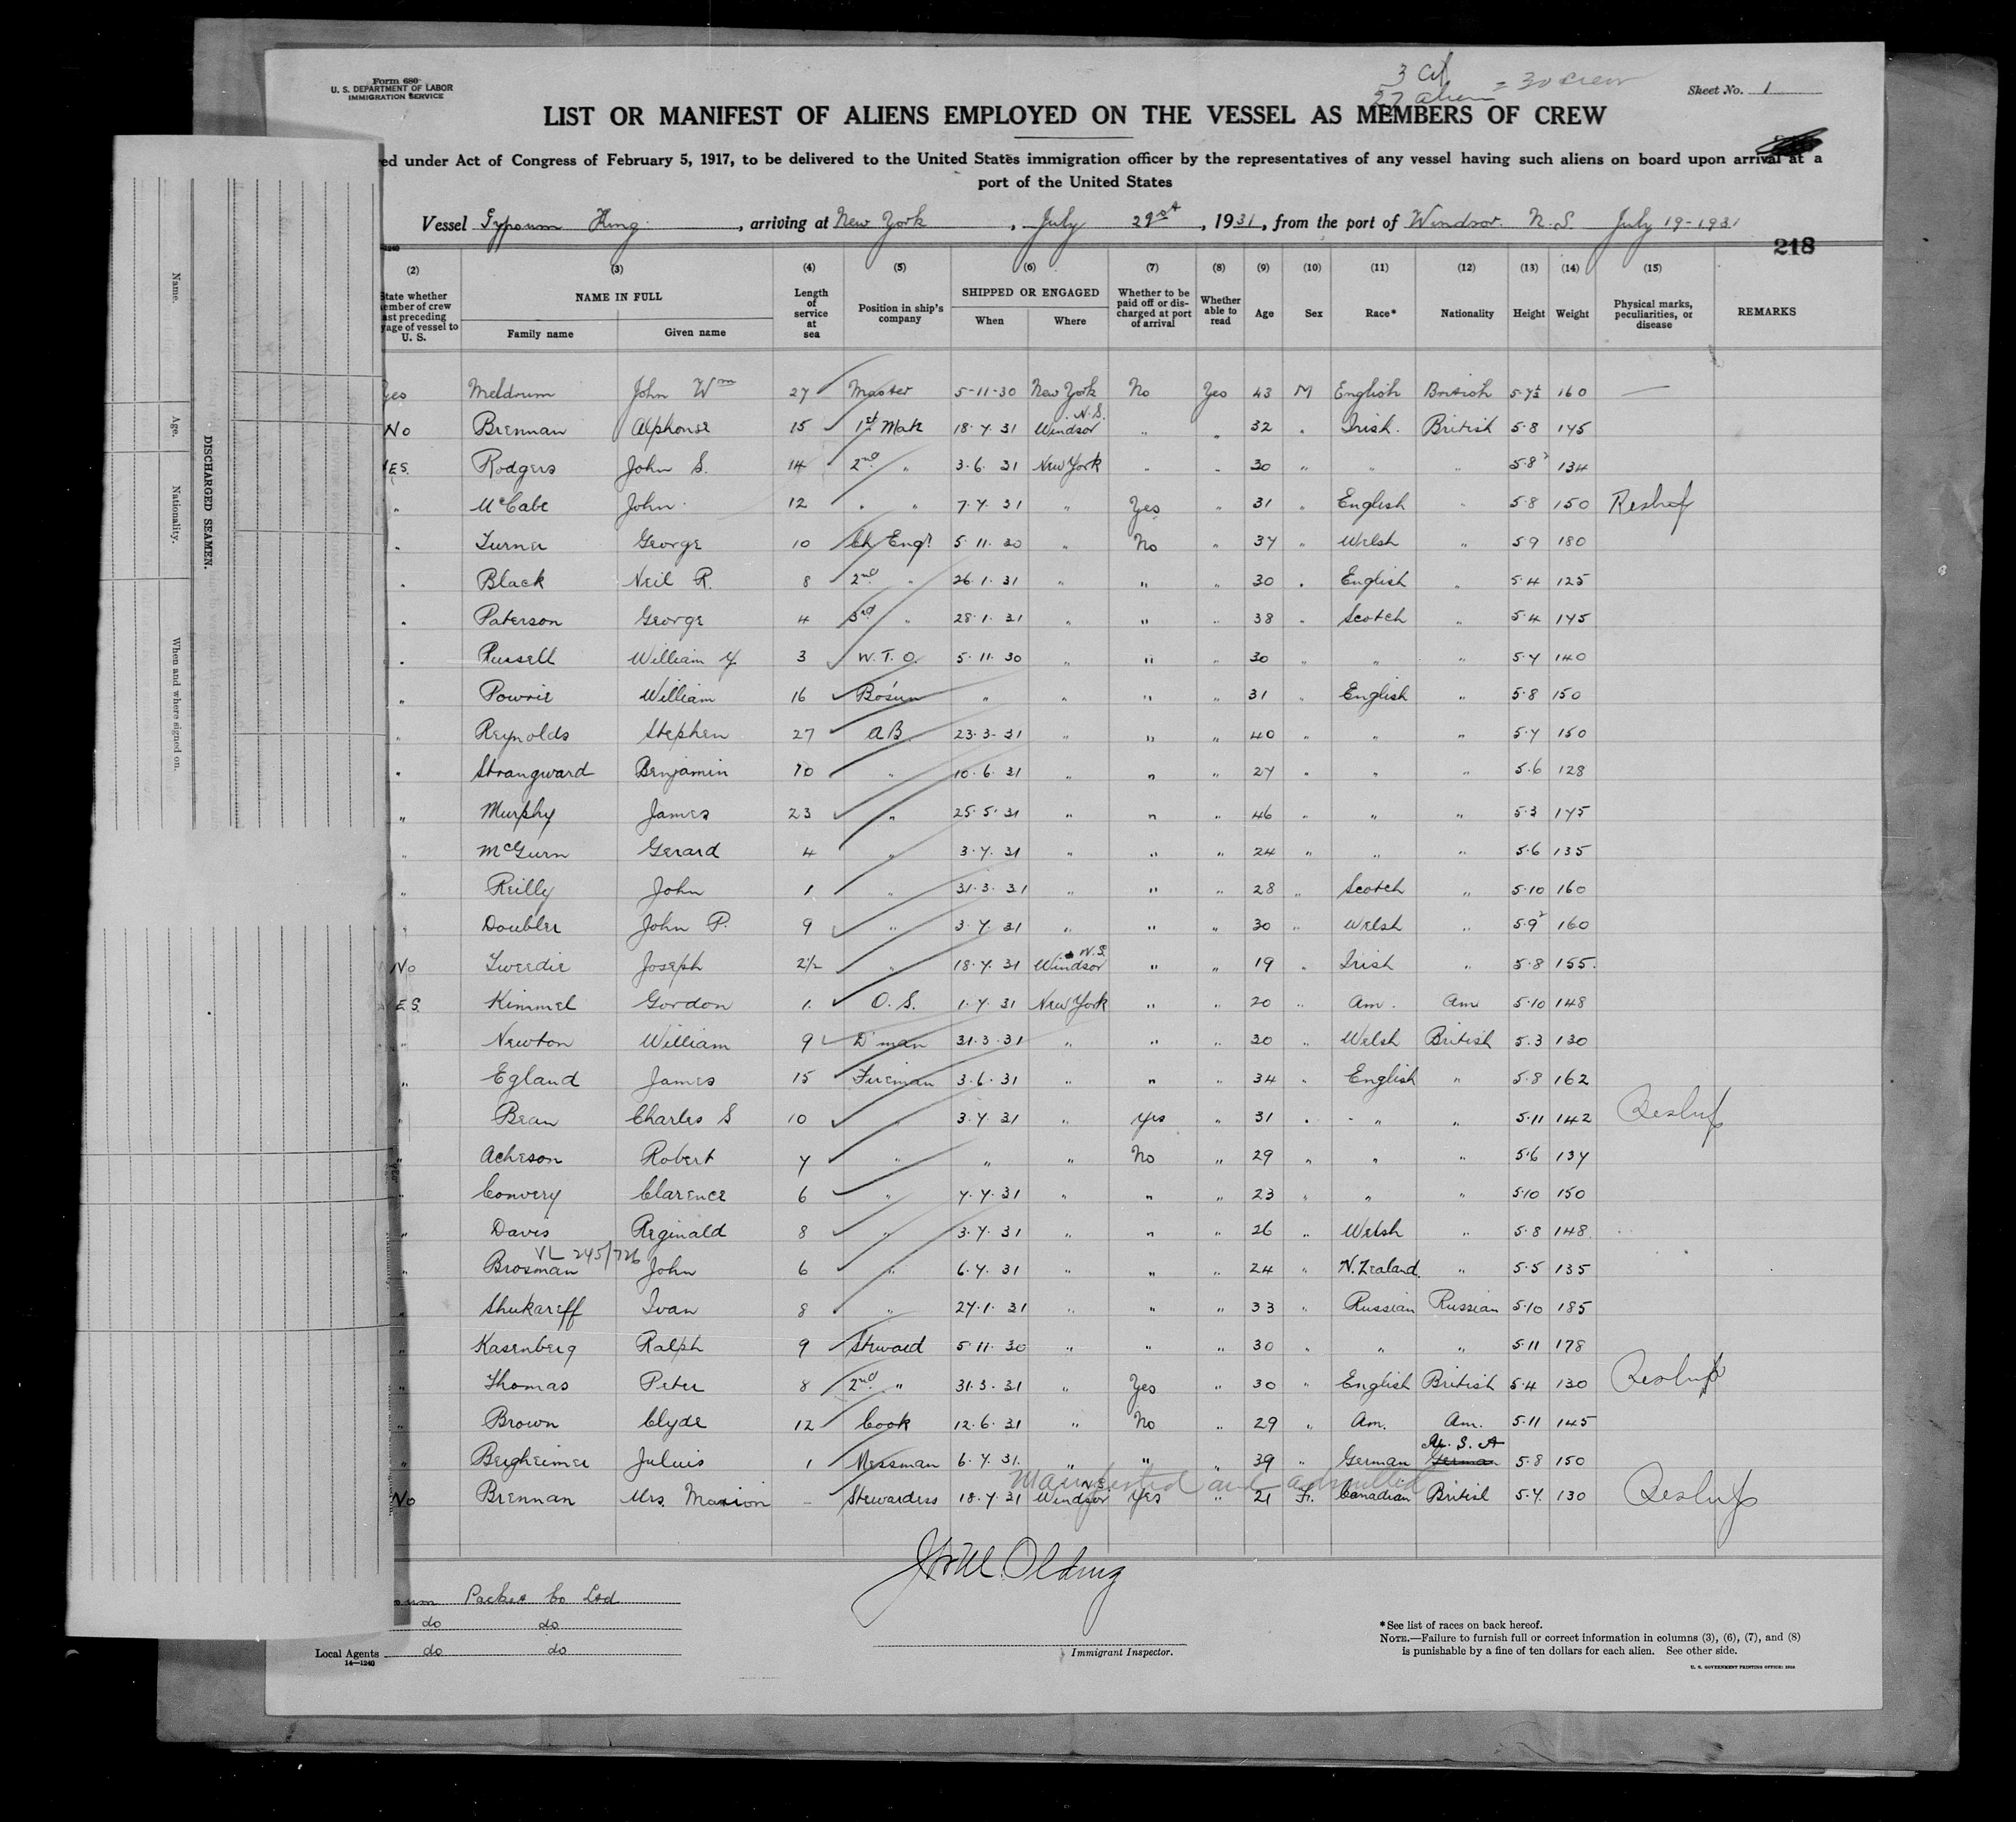 Form 680
U. S. DEPARTMENT OF LABOR
IMMIGRATION SERVICE
3 cit
27 alien = 30 crew
Sheet No. 1
LIST OR MANIFEST OF ALIENS EMPLOYED ON THE VESSEL AS MEMBERS OF CREW
ed under Act of Congress of February 5, 1917, to be delivered to the United States immigration officer by the representatives of any vessel having such aliens on board upon arrival at a
port of the United States
Vessel Gypsum King, arriving at New York, July 1931, from the port of Windsor. N.S. July 19-1931
218
(2) (3) (4) (5) (6) (7) (8) (9) (10) (11) (12) (13) (14) (15)
State whether member of crew last preceding voyage of vessel to U. S. NAME IN FULL Family name Given name Length of service at sea Position in ship's company SHIPPED OR ENGAGED When Where Whether to be paid off or discharged at port of arrival Whether able to read Age Sex Race* Nationality Height Weight Physical marks, peculiarities, or disease REMARKS
Yes Meldrum John Wm 27 Master 5-11-30 New York No Yes 43 M English British 5-7½ 160 —
No Brennan Alphonse 15 1st Mate 18.7.31 Windsor N.S. " " 32 " Irish British 5.8 175
YES. Rodgers John S. 14 2nd " 3.6.31 New York " " 30 " " " 5.8½ 134
" McCabe John 12 " " 7.7.31 " Yes " 31 " English " 5.8 150 Reship
" Turner George 10 Ch Engr 5.11.30 " No " 37 " Welsh " 5.9 180
" Black Neil R. 8 2nd " 26.1.31 " " " 30 " English " 5.4 125
" Paterson George 4 3rd " 28.1.31 " " " 38 " Scotch " 5.4 145
" Russell William Y. 3 W.T.O. 5.11.30 " " " 30 " " " 5.7 140
" Powrie William 16 Bosun " " " " 31 " English " 5.8 150
" Reynolds Stephen 27 AB. 23.3.31 " " " 40 " " " 5.7 150
" Strangward Benjamin 10 " 10.6.31 " " " 27 " " " 5.6 128
" Murphy James 23 " 25.5.31 " " " 46 " " " 5.3 175
" McGurn Gerard 4 " 3.7.31 " " " 24 " " " 5.6 135
" Reilly John 1 " 31.3.31 " " " 28 " Scotch " 5.10 160
" Doubler John P. 9 " 3.7.31 " " " 30 " Welsh " 5.9½ 160
No Tweedie Joseph 2½ " 18.7.31 Windsor N.S. " " 19 " Irish " 5.8 155
YES. Kimmel Gordon 1. O.S. 1.7.31 New York " " 20 " Am. Am 5.10 148
" Newton William 9 D'man 31.3.31 " " " 30 " Welsh British 5.3 130
" Egland James 15 Fireman 3.6.31 " " " 34 " English " 5.8 162
" Bean Charles S 10 " 3.7.31 " Yes " 31 " " " 5.11 142 Reship
" Acheson Robert 7 " " " No " 29 " " " 5.6 137
" Convery Clarence 6 " 7.7.31 " " " 23 " " " 5.10 150
" Davis Reginald 8 " 3.7.31 " " " 26 " Welsh " 5.8 148
VL 245/726
" Brosman John 6 " 6.7.31 " " " 24 " N.Zealand. " 5.5 135
" Shukareff Ivan 8 " 27.1.31 " " " 33 " Russian Russian 5.10 185
" Kasenberg Ralph 9 Steward 5.11.30 " " " 30 " " " 5.11 178
" Thomas Peter 8 2nd " 31.3.31 " Yes " 30 " English British 5.4 130 Reship
" Brown Clyde 12 Cook 12.6.31 " No " 29 " Am. Am. 5.11 145
" Bergheimer Juluis 1 Messman 6.7.31. " " " 39 " German German U. S. A 5.8 150
Manifested and admitted
No Brennan Mrs. Marion - Stewardess 18.7.31 Windsor N.S. Yes " 21 F. Canadian British 5.7. 130 Reship
Jn M. Olding
Packet Co Ltd
do do
Local Agents do do
14—1240
Immigrant Inspector.
*See list of races on back hereof.
NOTE.—Failure to furnish full or correct information in columns (3), (6), (7), and (8)
is punishable by a fine of ten dollars for each alien. See other side.
U. S. GOVERNMENT PRINTING OFFICE: 1930
DISCHARGED SEAMEN.
Name. Age. Nationality. When and where signed on.